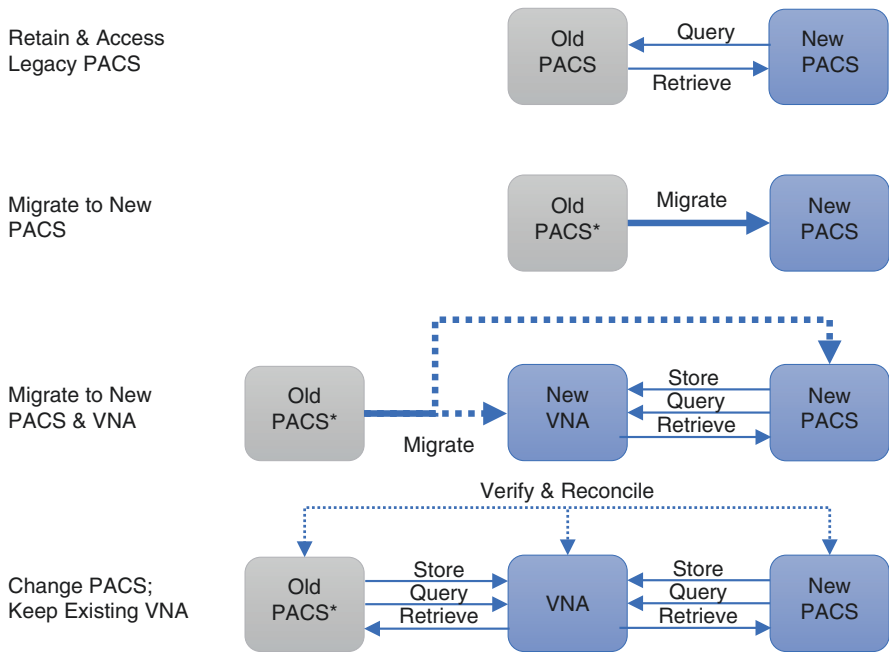 Retain & Access
Legacy PACS
Old
PACS
Query
Retrieve
New
PACS
Migrate to New
PACS
Old
PACS*
Migrate
New
PACS
Migrate to New
PACS & VNA
Old
PACS*
Migrate
New
VNA
Store
Query
Retrieve
New
PACS
Verify & Reconcile
Change PACS;
Keep Existing VNA
Old
PACS*
Store
Query
Retrieve
VNA
Store
Query
Retrieve
New
PACS